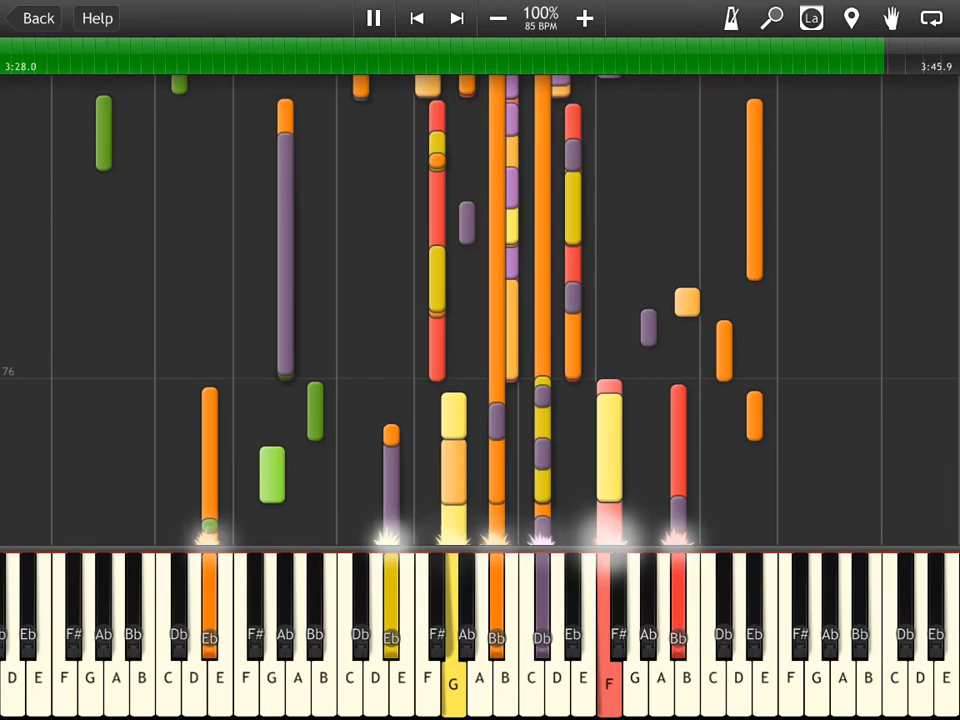 Back Help 100% La
85 BPM
3:28.0 3:45.9
76
b Eb F# Ab Bb Db Eb F# Ab Bb Db Eb F# Ab Bb Db Eb F# Ab Bb Db Eb F# Ab Bb Db Eb
D E F G A B C D E F G A B C D E F G A B C D E F G A B C D E F G A B C D E